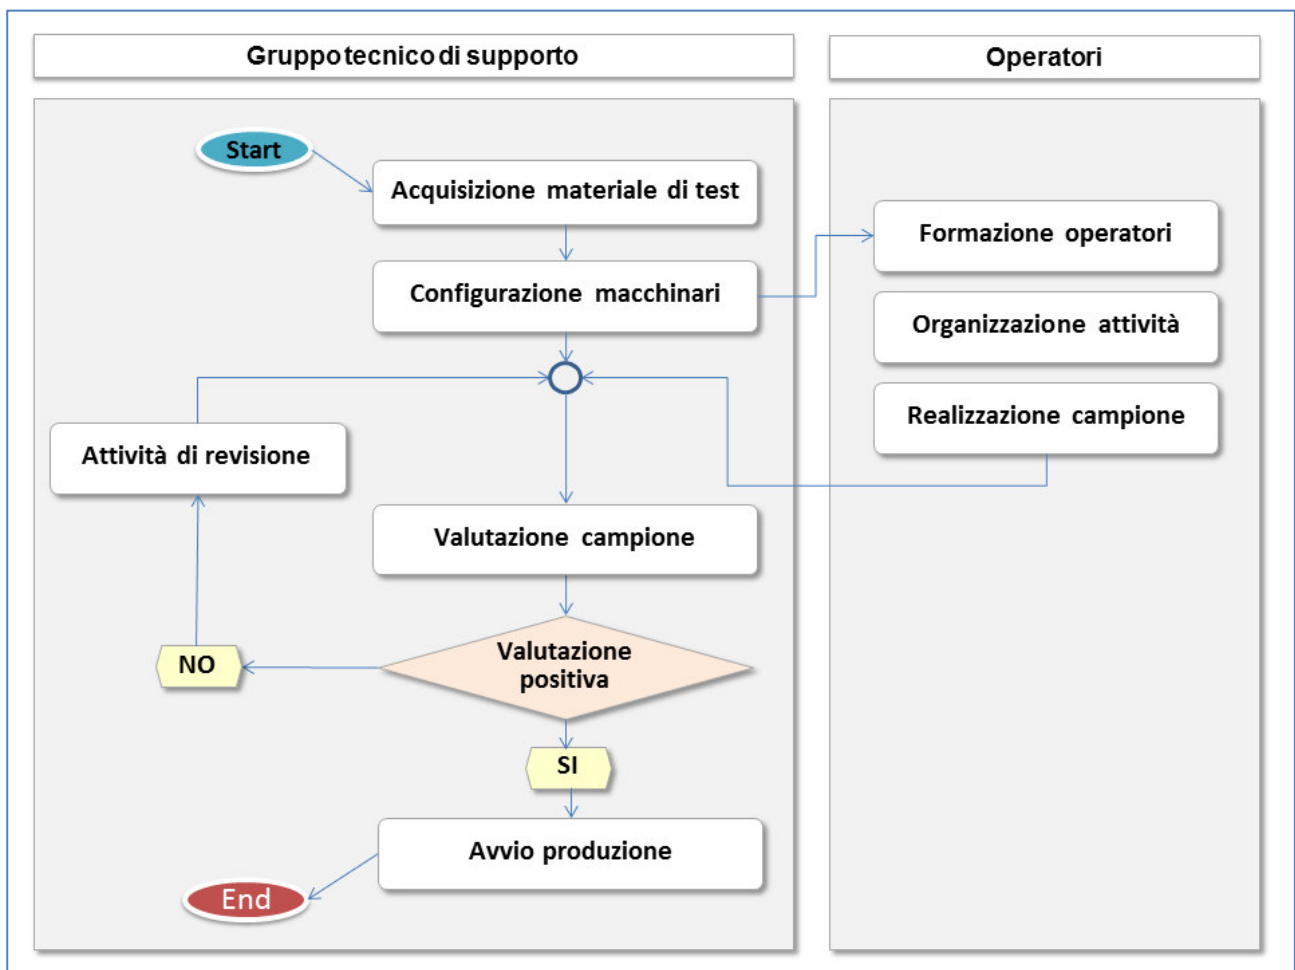 Gruppo tecnico di supporto
Operatori
Start
Acquisizione materiale di test
Formazione operatori
Configurazione macchinari
Organizzazione attività
Realizzazione campione
Attività di revisione
Valutazione campione
Valutazione
positiva
NO
SI
Avvio produzione
End